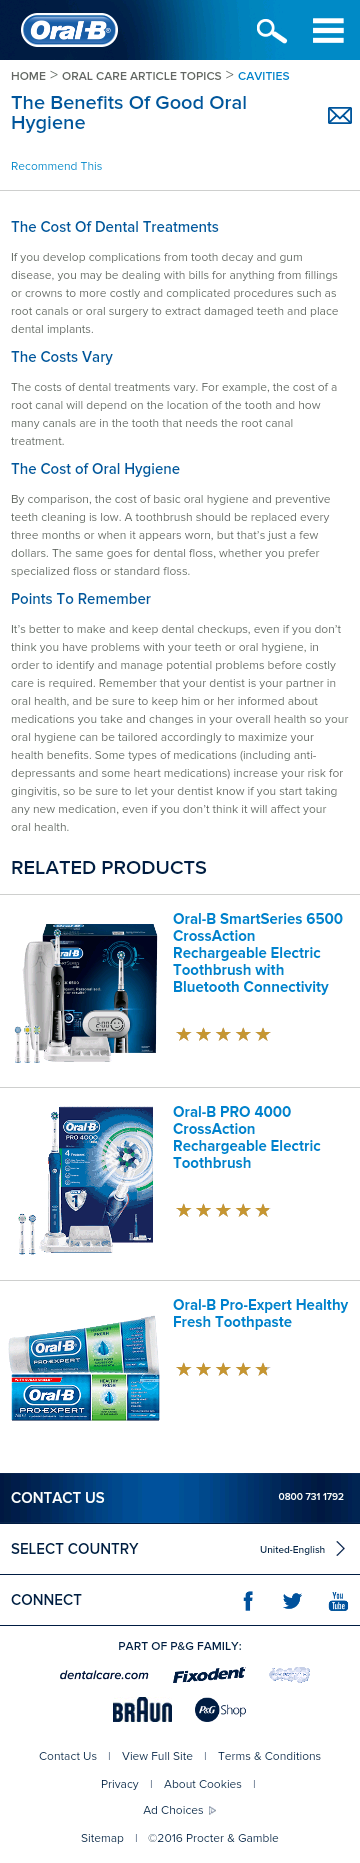 Oral-B
HOME > ORAL CARE ARTICLE TOPICS > CAVITIES
The Benefits Of Good Oral
Hygiene
Recommend This
The Cost Of Dental Treatments
If you develop complications from tooth decay and gum
disease, you may be dealing with bills for anything from fillings
or crowns to more costly and complicated procedures such as
root canals or oral surgery to extract damaged teeth and place
dental implants.
The Costs Vary
The costs of dental treatments vary. For example, the cost of a
root canal will depend on the location of the tooth and how
many canals are in the tooth that needs the root canal
treatment.
The Cost of Oral Hygiene
By comparison, the cost of basic oral hygiene and preventive
teeth cleaning is low. A toothbrush should be replaced every
three months or when it appears worn, but that's just a few
dollars. The same goes for dental floss, whether you prefer
specialized floss or standard floss.
Points To Remember
It's better to make and keep dental checkups, even if you don't
think you have problems with your teeth or oral hygiene, in
order to identify and manage potential problems before costly
care is required. Remember that your dentist is your partner in
oral health, and be sure to keep him or her informed about
medications you take and changes in your overall health so your
oral hygiene can be tailored accordingly to maximize your
health benefits. Some types of medications (including anti-
depressants and some heart medications) increase your risk for
gingivitis, so be sure to let your dentist know if you start taking
any new medication, even if you don't think it will affect your
oral health.
RELATED PRODUCTS
Oral-B
Oral-B SmartSeries 6500
CrossAction
Rechargeable Electric
Toothbrush with
Bluetooth Connectivity
Oral-B
PRO 4000
Oral-B PRO 4000
CrossAction
Rechargeable Electric
Toothbrush
Oral-B
PRO-EXPERT
HEALTHY
FRESH
Oral-B
PRO-EXPERT
HEALTHY
FRESH
Oral-B Pro-Expert Healthy
Fresh Toothpaste
CONTACT US 0800 731 1792
SELECT COUNTRY United-English
CONNECT You Tube
PART OF P&G FAMILY:
dentalcare.com Fixodent
BRAUN P&G Shop
Contact Us | View Full Site | Terms & Conditions
Privacy | About Cookies |
Ad Choices
Sitemap | ©2016 Procter & Gamble